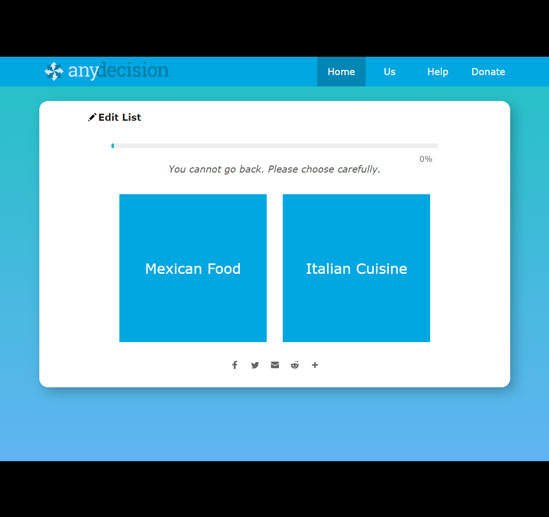 anydecision
Home Us Help Donate
Edit List
0%
You cannot go back. Please choose carefully.
Mexican Food Italian Cuisine